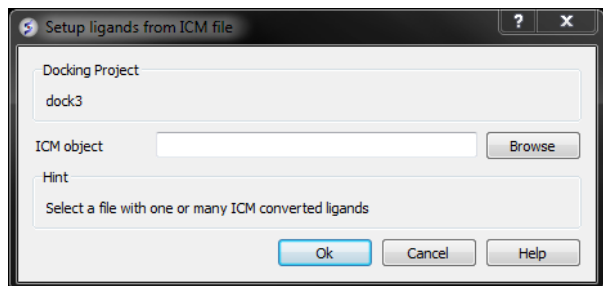 Setup ligands from ICM file
? X
Docking Project
dock3
ICM object Browse
Hint
Select a file with one or many ICM converted ligands
Ok Cancel Help